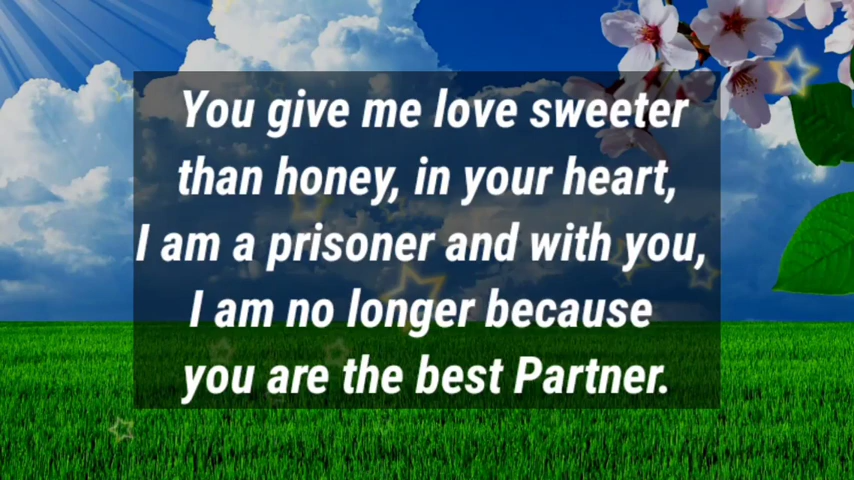 You give me love sweeter
than honey, in your heart,
I am a prisoner and with you,
I am no longer because
you are the best Partner.